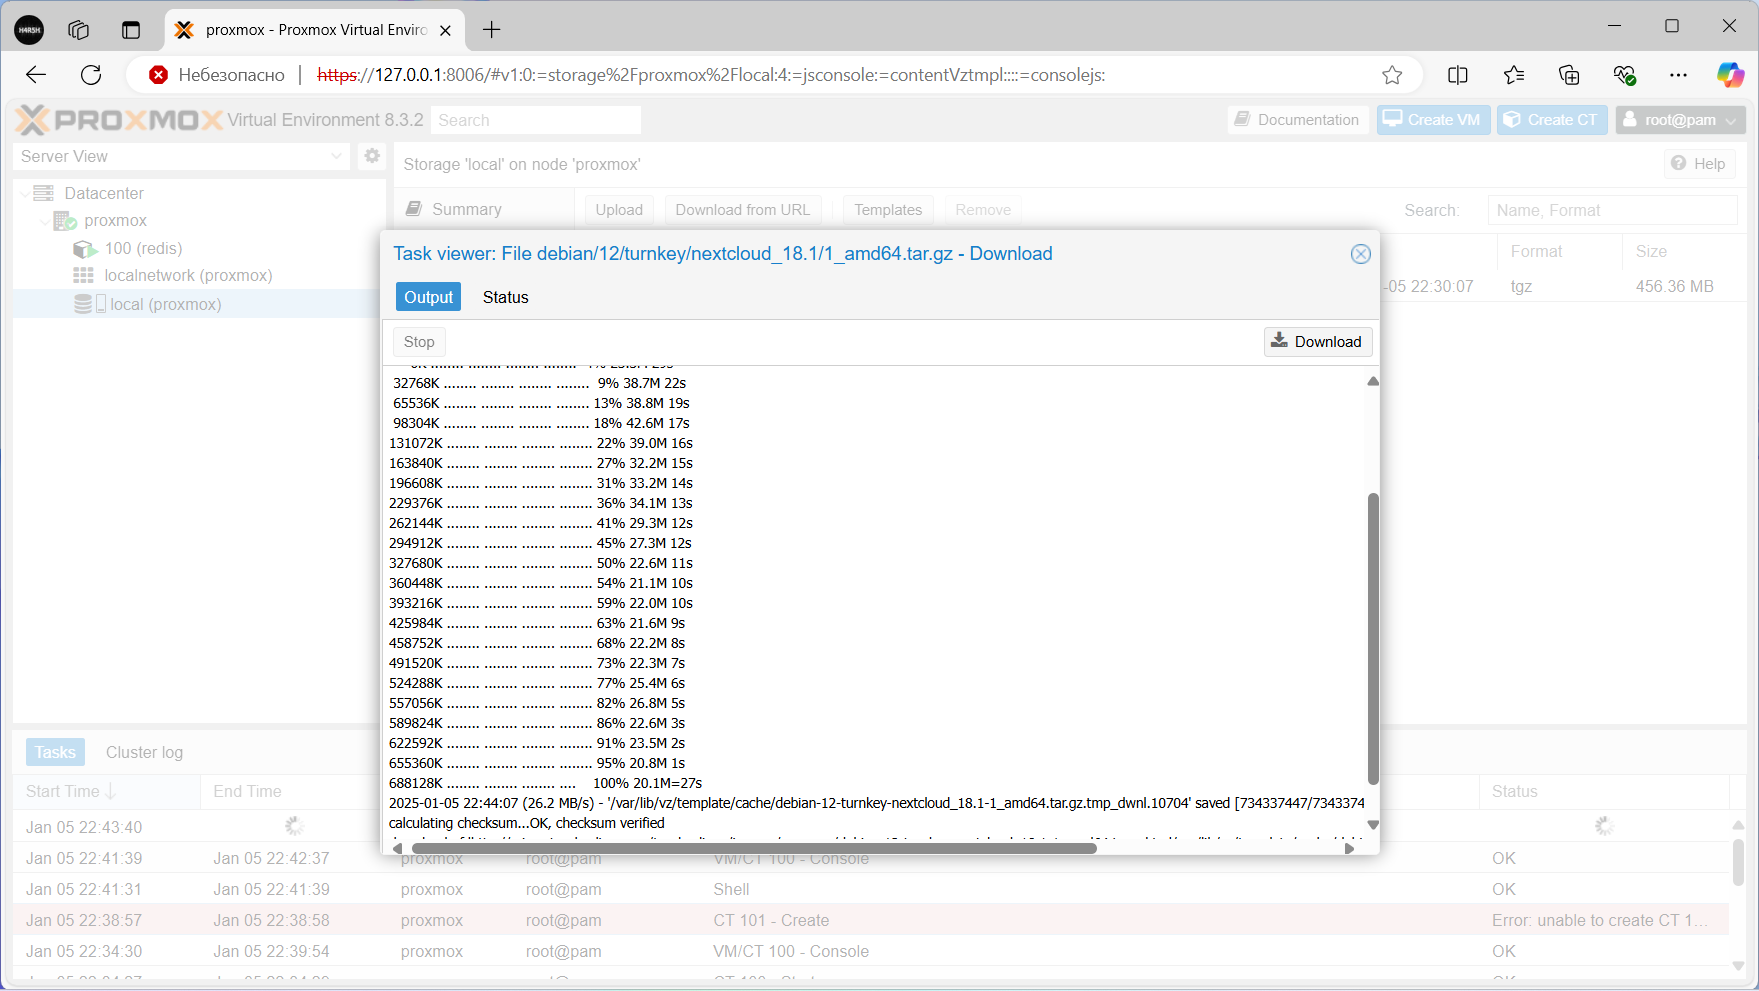 HARSH
proxmox - Proxmox Virtual Enviro
Небезопасно
https://127.0.0.1:8006/#v1:0:=storage%2Fproxmox%2Flocal:4:=jsconsole:=contentVztmpl::::=consolejs:
PROXMOX Virtual Environment 8.3.2
Search
Documentation
Create VM
Create CT
root@pam
Server View
Storage 'local' on node 'proxmox'
Help
Datacenter
proxmox
100 (redis)
localnetwork (proxmox)
local (proxmox)
Summary
Upload
Download from URL
Templates
Remove
Search:
Name, Format
Format
Size
-05 22:30:07
tgz
456.36 MB
Task viewer: File debian/12/turnkey/nextcloud_18.1/1_amd64.tar.gz - Download
Output
Status
Stop
Download
32768K ........ ........ ........ ........ 9% 38.7M 22s
65536K ........ ........ ........ ........ 13% 38.8M 19s
98304K ........ ........ ........ ........ 18% 42.6M 17s
131072K ........ ........ ........ ........ 22% 39.0M 16s
163840K ........ ........ ........ ........ 27% 32.2M 15s
196608K ........ ........ ........ ........ 31% 33.2M 14s
229376K ........ ........ ........ ........ 36% 34.1M 13s
262144K ........ ........ ........ ........ 41% 29.3M 12s
294912K ........ ........ ........ ........ 45% 27.3M 12s
327680K ........ ........ ........ ........ 50% 22.6M 11s
360448K ........ ........ ........ ........ 54% 21.1M 10s
393216K ........ ........ ........ ........ 59% 22.0M 10s
425984K ........ ........ ........ ........ 63% 21.6M 9s
458752K ........ ........ ........ ........ 68% 22.2M 8s
491520K ........ ........ ........ ........ 73% 22.3M 7s
524288K ........ ........ ........ ........ 77% 25.4M 6s
557056K ........ ........ ........ ........ 82% 26.8M 5s
589824K ........ ........ ........ ........ 86% 22.6M 3s
622592K ........ ........ ........ ........ 91% 23.5M 2s
655360K ........ ........ ........ ........ 95% 20.8M 1s
688128K ........ ........ ........ .... 100% 20.1M=27s
2025-01-05 22:44:07 (26.2 MB/s) - '/var/lib/vz/template/cache/debian-12-turnkey-nextcloud_18.1-1_amd64.tar.gz.tmp_dwnl.10704' saved [734337447/7343374
calculating checksum...OK, checksum verified
Tasks
Cluster log
Start Time
End Time
Status
Jan 05 22:43:40
Jan 05 22:41:39 Jan 05 22:42:37 proxmox root@pam VM/CT 100 - Console OK
Jan 05 22:41:31 Jan 05 22:41:39 proxmox root@pam Shell OK
Jan 05 22:38:57 Jan 05 22:38:58 proxmox root@pam CT 101 - Create Error: unable to create CT 1...
Jan 05 22:34:30 Jan 05 22:39:54 proxmox root@pam VM/CT 100 - Console OK